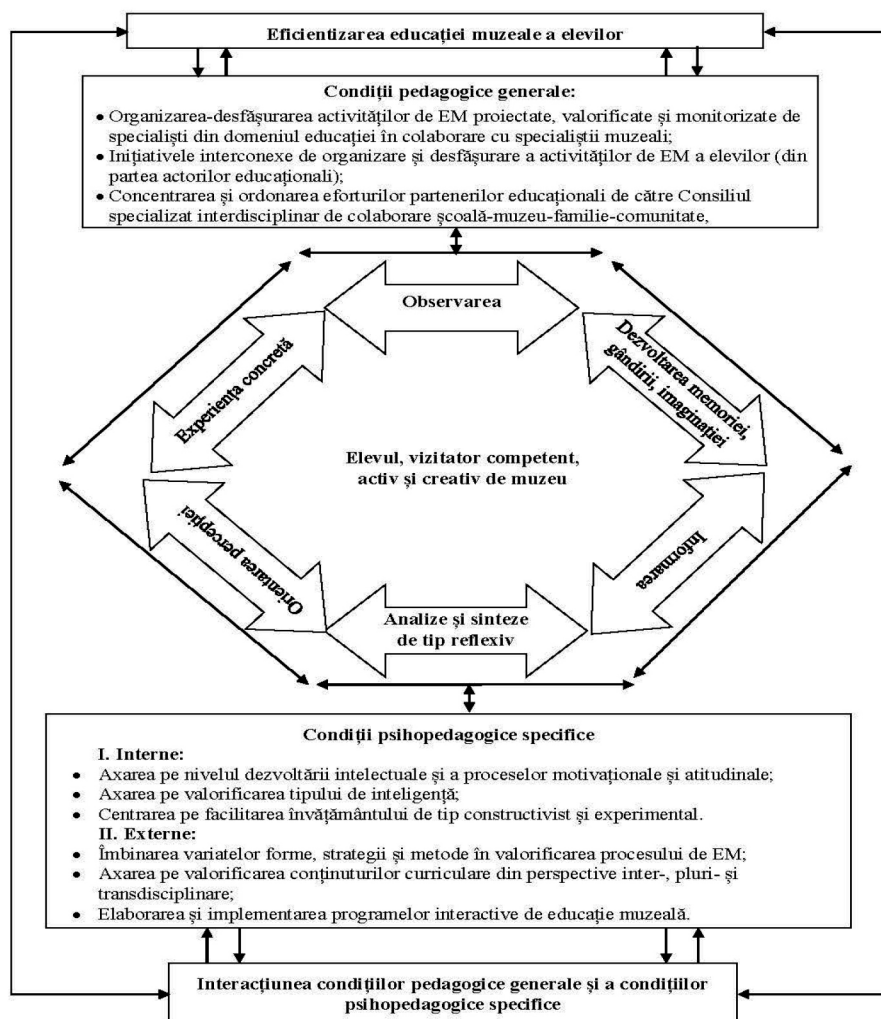 Eficientizarea educației muzeale a elevilor
Condiții pedagogice generale:
• Organizarea-desfășurarea activităților de EM proiectate, valorificate și monitorizate de
specialiști din domeniul educației în colaborare cu specialiștii muzeali;
• Inițiativele interconexe de organizare și desfășurare a activităților de EM a elevilor (din
partea actorilor educaționali);
• Concentrarea și ordonarea eforturilor partenerilor educaționali de către Consiliul
specializat interdisciplinar de colaborare școală-muzeu-familie-comunitate,
Observarea
Experiența concretă
Dezvoltarea memoriei,
gândirii, imaginației
Elevul, vizitator competent,
activ și creativ de muzeu
Orientarea percepției
Informarea
Analize și sinteze
de tip reflexiv
Condiții psihopedagogice specifice
I. Interne:
• Axarea pe nivelul dezvoltării intelectuale și a proceselor motivaționale și atitudinale;
• Axarea pe valorificarea tipului de inteligență;
• Centrarea pe facilitarea învățământului de tip constructivist și experimental.
II. Externe:
• Îmbinarea variatelor forme, strategii și metode în valorificarea procesului de EM;
• Axarea pe valorificarea conținuturilor curriculare din perspective inter-, pluri- și
transdisciplinare;
• Elaborarea și implementarea programelor interactive de educație muzeală.
Interacțiunea condițiilor pedagogice generale și a condițiilor
psihopedagogice specifice